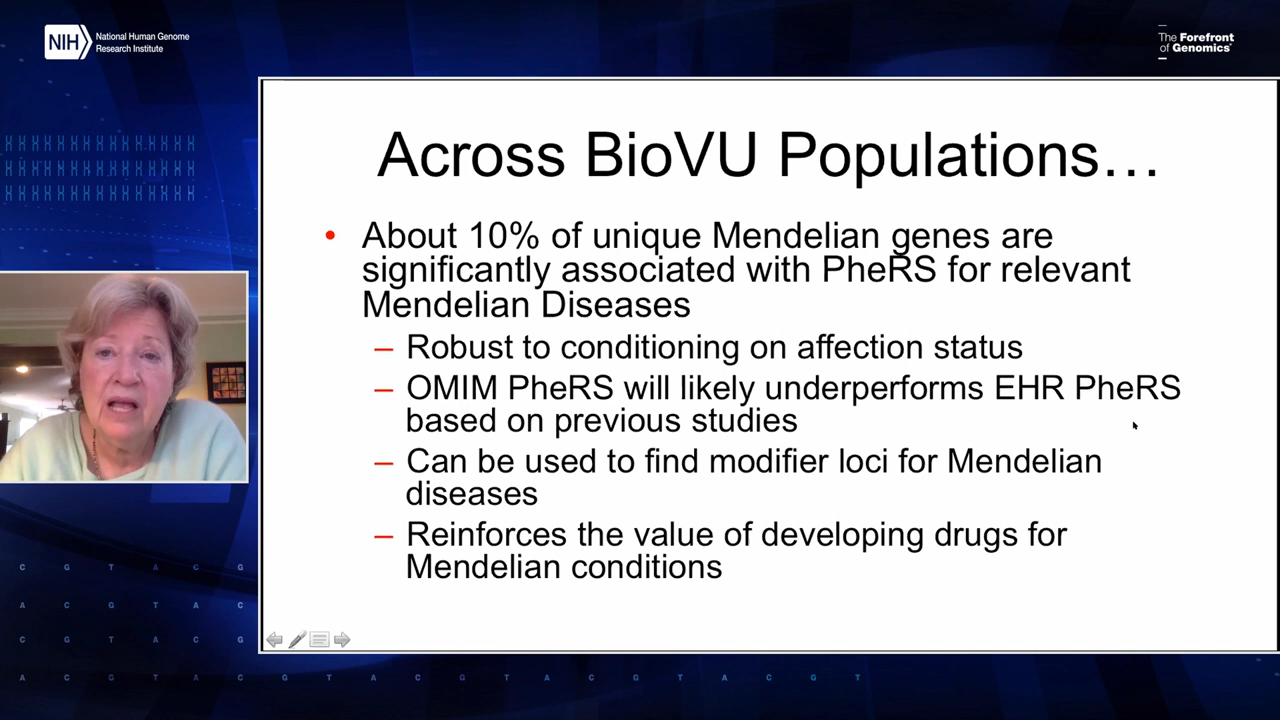 NIH
National Human Genome
Research Institute
The Forefront
of Genomics
Across BioVU Populations…
• About 10% of unique Mendelian genes are
significantly associated with PheRS for relevant
Mendelian Diseases
– Robust to conditioning on affection status
– OMIM PheRS will likely underperforms EHR PheRS
based on previous studies
– Can be used to find modifier loci for Mendelian
diseases
– Reinforces the value of developing drugs for
Mendelian conditions
C G T A C G
A C G T A C
C G T A C G
A C G T A C G T A C G T A C G T A C G T